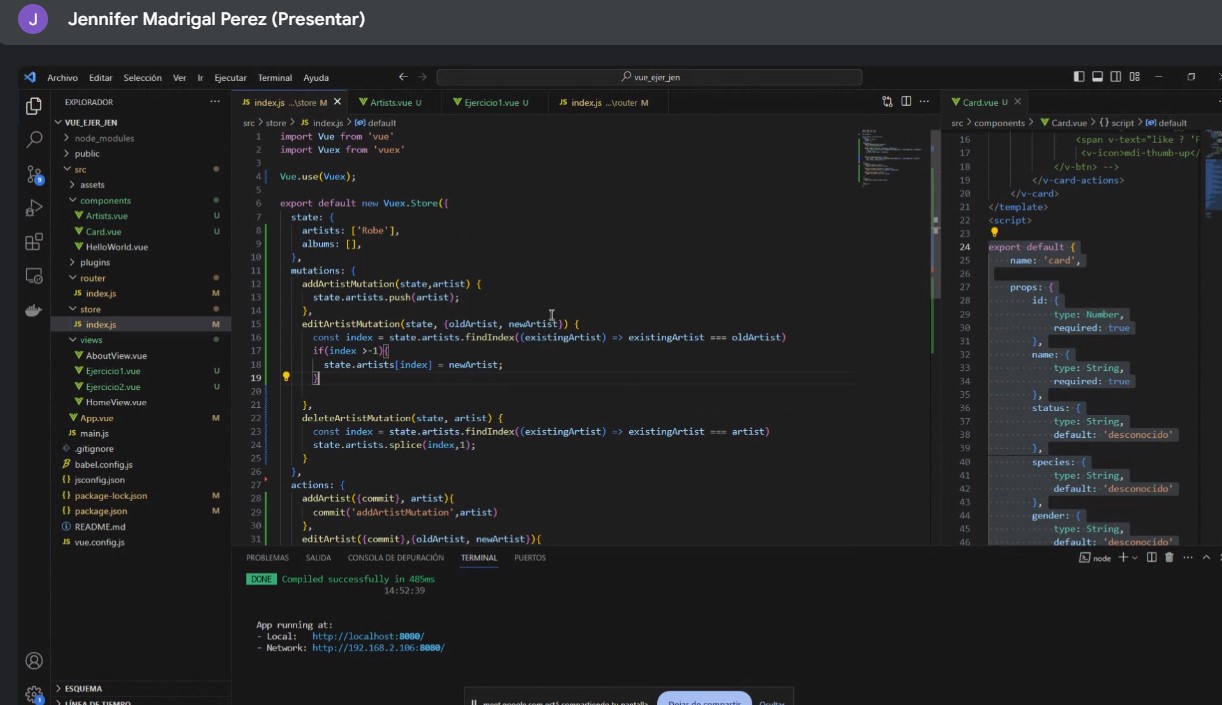 J Jennifer Madrigal Perez (Presentar)
Archivo Editar Selección Ver Ir Ejecutar Terminal Ayuda
vue_ejer_jen
EXPLORADOR
VUE_EJER_JEN
node_modules
public
src
assets
components
Artists.vue U
Card.vue U
HelloWorld.vue
plugins
router
index.js M
store
index.js M
views
AboutView.vue
Ejercicio1.vue U
Ejercicio2.vue U
HomeView.vue
App.vue M
main.js
.gitignore
babel.config.js
jsconfig.json
package-lock.json M
package.json M
README.md
vue.config.js
ESQUEMA
LÍNEA DE TIEMPO
JS index.js ...\store M
Artists.vue U
Ejercicio1.vue U
JS index.js ...\router M
src > store > JS index.js > default
1 import Vue from 'vue'
2 import Vuex from 'vuex'
3
4 Vue.use(Vuex);
5
6 export default new Vuex.Store({
7 state: {
8 artists: ['Robe'],
9 albums: [],
10 },
11 mutations: {
12 addArtistMutation(state,artist) {
13 state.artists.push(artist);
14 },
15 editArtistMutation(state, {oldArtist, newArtist}) {
16 const index = state.artists.findIndex((existingArtist) => existingArtist === oldArtist)
17 if(index >-1){
18 state.artists[index] = newArtist;
19 }
20
21 },
22 deleteArtistMutation(state, artist) {
23 const index = state.artists.findIndex((existingArtist) => existingArtist === artist)
24 state.artists.splice(index,1);
25 }
26 },
27 actions: {
28 addArtist({commit}, artist){
29 commit('addArtistMutation',artist)
30 },
31 editArtist({commit},{oldArtist, newArtist}){
Card.vue U
src > components > Card.vue > {} script > default
16 <span v-text="like ? 'F
17 <v-icon>mdi-thumb-up</
18 </v-btn> -->
19 </v-card-actions>
20 </v-card>
21 </template>
22 <script>
23
24 export default {
25 name: 'card',
26
27 props: {
28 id: {
29 type: Number,
30 required: true
31 },
32 name: {
33 type: String,
34 required: true
35 },
36 status: {
37 type: String,
38 default: 'desconocido'
39 },
40 species: {
41 type: String,
42 default: 'desconocido'
43 },
44 gender: {
45 type: String,
46 default: 'desconocido'
PROBLEMS SALIDA CONSOLA DE DEPURACIÓN TERMINAL PUERTOS
node
DONE Compiled successfully in 485ms
14:52:39
App running at:
- Local: http://localhost:8080/
- Network: http://192.168.2.106:8080/
meet.google.com está compartiendo tu pantalla. Dejar de compartir Ocultar